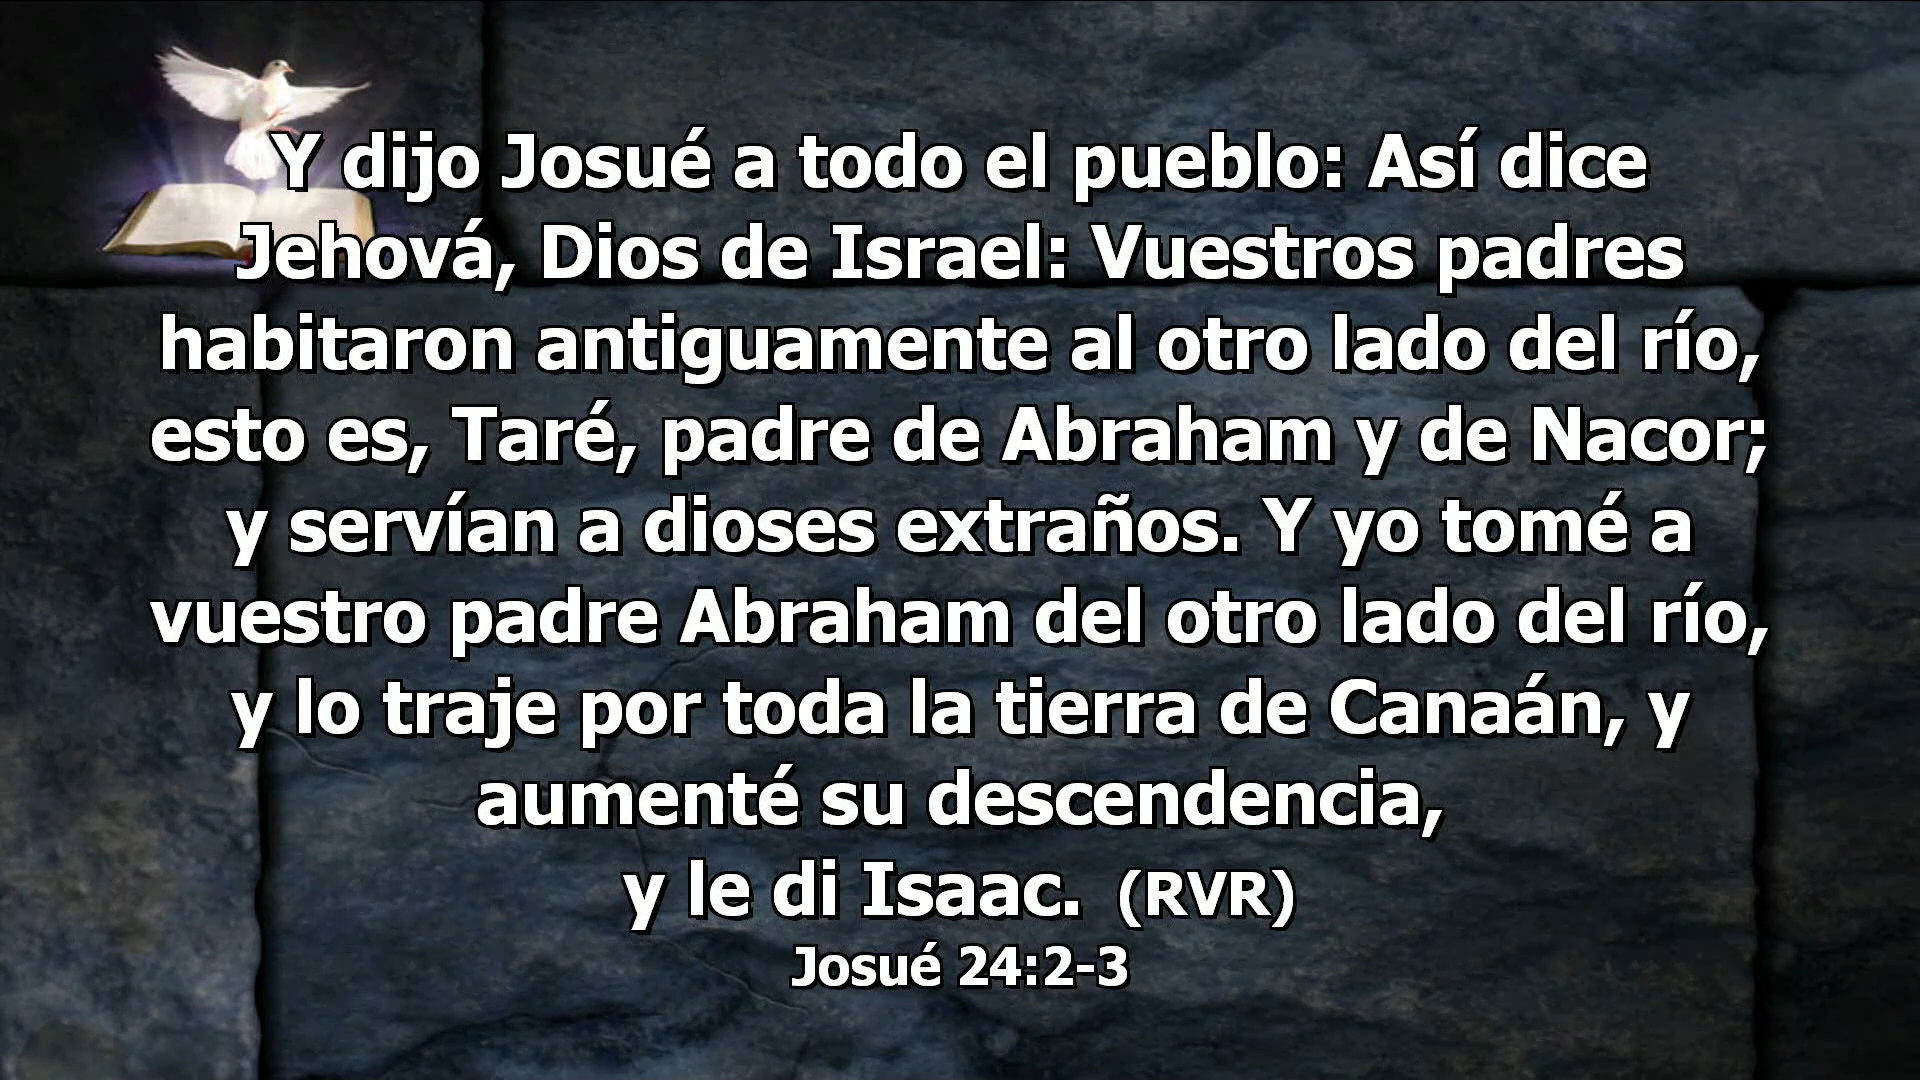 Y dijo Josué a todo el pueblo: Así dice
Jehová, Dios de Israel: Vuestros padres
habitaron antiguamente al otro lado del río,
esto es, Taré, padre de Abraham y de Nacor;
y servían a dioses extraños. Y yo tomé a
vuestro padre Abraham del otro lado del río,
y lo traje por toda la tierra de Canaán, y
aumenté su descendencia,
y le di Isaac. (RVR)
Josué 24:2-3